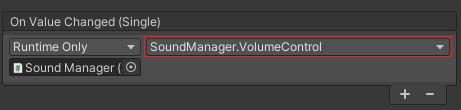 On Value Changed (Single)
Runtime Only SoundManager.VolumeControl
Sound Manager (